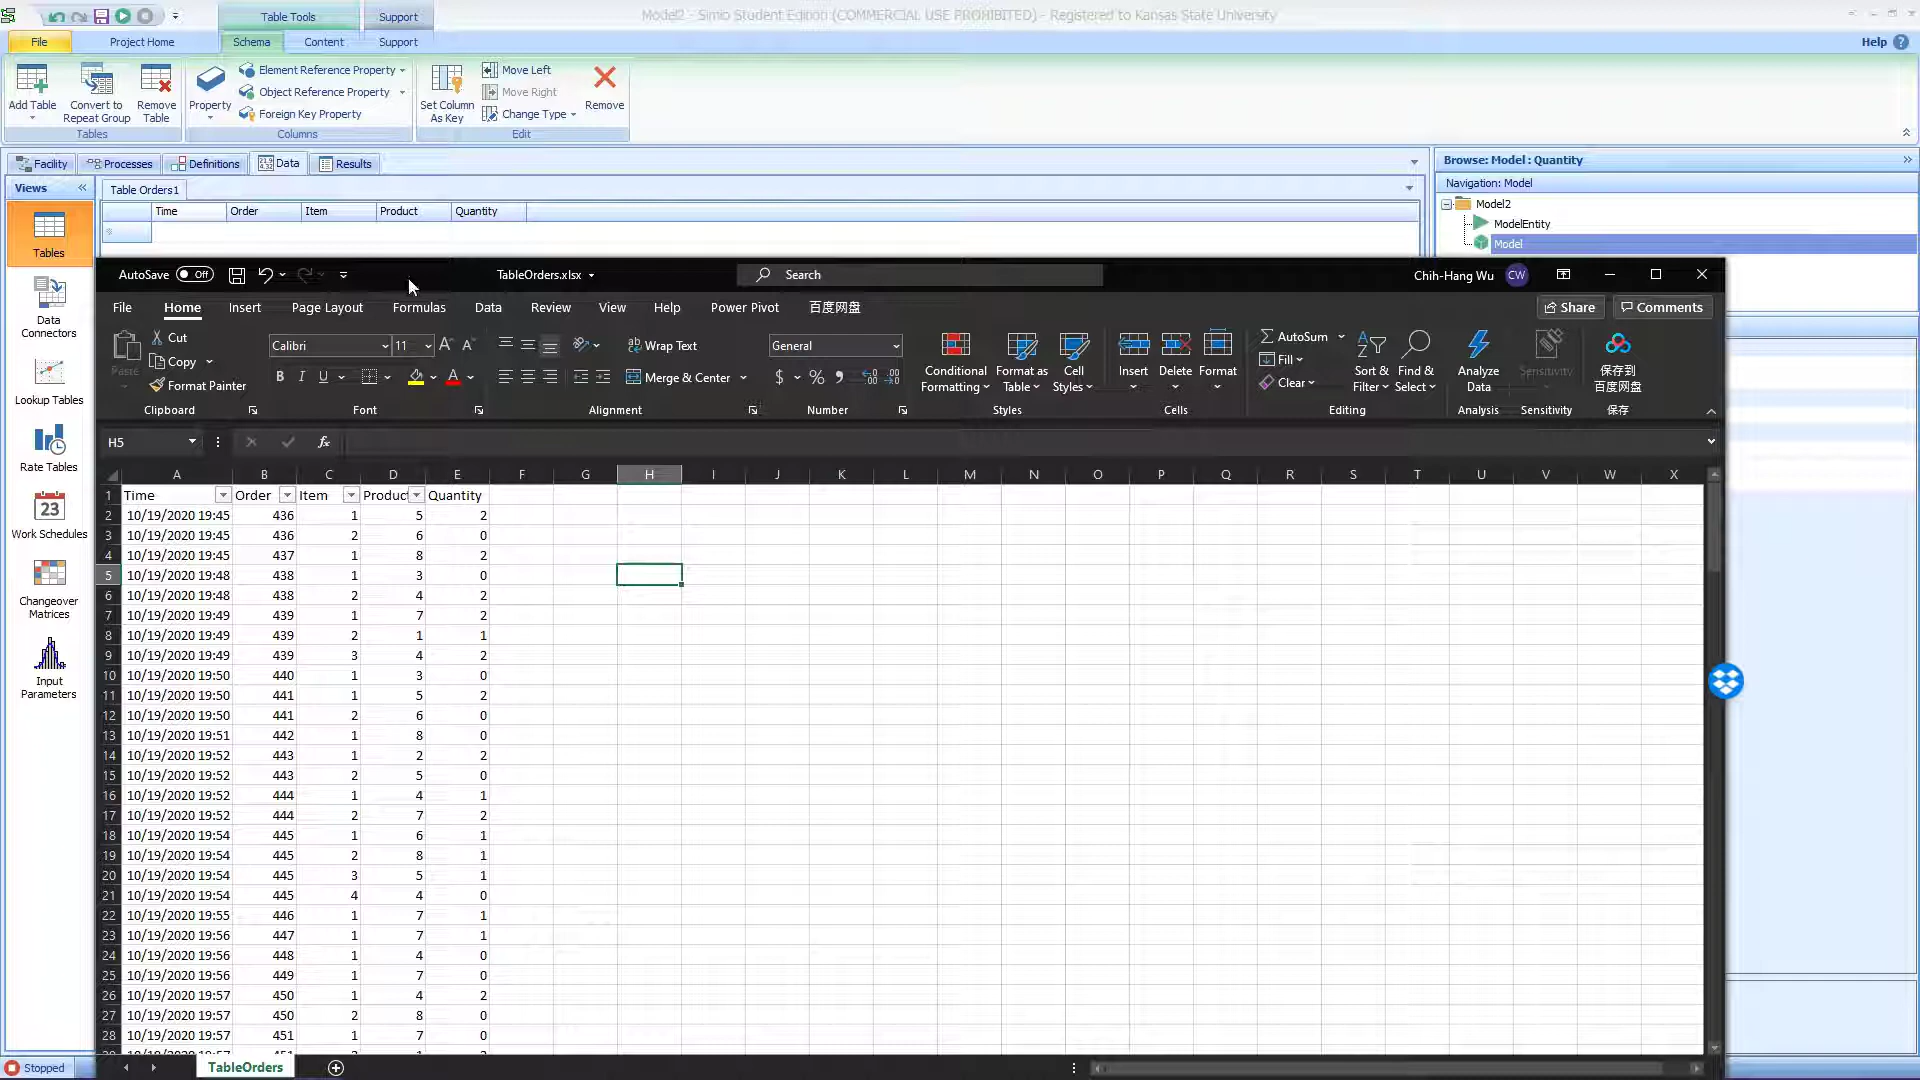 Model2 - Simio Student Edition (COMMERCIAL USE PROHIBITED) - Registered to Kansas State University
Table Tools Support
File Project Home Schema Content Support Help
Add Table Convert to Repeat Group Remove Table
Tables
Property Element Reference Property
Object Reference Property
Foreign Key Property
Columns
Set Column As Key Move Left
Move Right
Change Type
Remove
Edit
Facility Processes Definitions Data Results
Browse: Model : Quantity
Navigation: Model
Model2
ModelEntity
Model
Views
Tables
Data Connectors
Lookup Tables
Rate Tables
23
Work Schedules
Changeover Matrices
Input Parameters
Table Orders1
Time Order Item Product Quantity
AutoSave Off TableOrders.xlsx Search Chih-Hang Wu CW
File Home Insert Page Layout Formulas Data Review View Help Power Pivot 百度网盘 Share Comments
Paste Cut
Copy
Format Painter
Clipboard
Calibri 11
B I U
Font
Wrap Text
Merge & Center
Alignment
General
$ % 9
Number
Conditional Formatting Format as Table Cell Styles
Styles
Insert Delete Format
Cells
AutoSum
Fill
Clear
Sort & Filter Find & Select
Editing
Analyze Data
Analysis
Sensitivity
Sensitivity
保存到 百度网盘
保存
H5 fx
A B C D E F G H I J K L M N O P Q R S T U V W X
1 Time Order Item Product Quantity
2 10/19/2020 19:45 436 1 5 2
3 10/19/2020 19:45 436 2 6 0
4 10/19/2020 19:45 437 1 8 2
5 10/19/2020 19:48 438 1 3 0
6 10/19/2020 19:48 438 2 4 2
7 10/19/2020 19:49 439 1 7 2
8 10/19/2020 19:49 439 2 1 1
9 10/19/2020 19:49 439 3 4 2
10 10/19/2020 19:50 440 1 3 0
11 10/19/2020 19:50 441 1 5 2
12 10/19/2020 19:50 441 2 6 0
13 10/19/2020 19:51 442 1 8 0
14 10/19/2020 19:52 443 1 2 2
15 10/19/2020 19:52 443 2 5 0
16 10/19/2020 19:52 444 1 4 1
17 10/19/2020 19:52 444 2 7 2
18 10/19/2020 19:54 445 1 6 1
19 10/19/2020 19:54 445 2 8 1
20 10/19/2020 19:54 445 3 5 1
21 10/19/2020 19:54 445 4 4 0
22 10/19/2020 19:55 446 1 7 1
23 10/19/2020 19:56 447 1 7 1
24 10/19/2020 19:56 448 1 4 0
25 10/19/2020 19:56 449 1 7 0
26 10/19/2020 19:57 450 1 4 2
27 10/19/2020 19:57 450 2 8 0
28 10/19/2020 19:57 451 1 7 0
TableOrders
Stopped